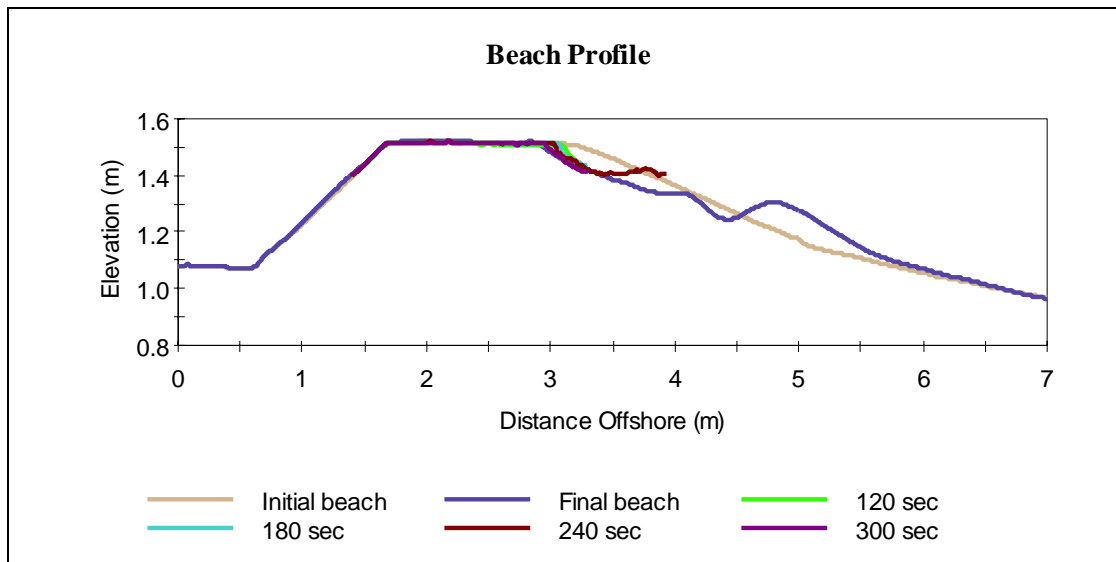 Beach Profile
1.6
1.4
1.2
1.0
0.8
Elevation (m)
0 1 2 3 4 5 6 7
Distance Offshore (m)
Initial beach Final beach 120 sec
180 sec 240 sec 300 sec